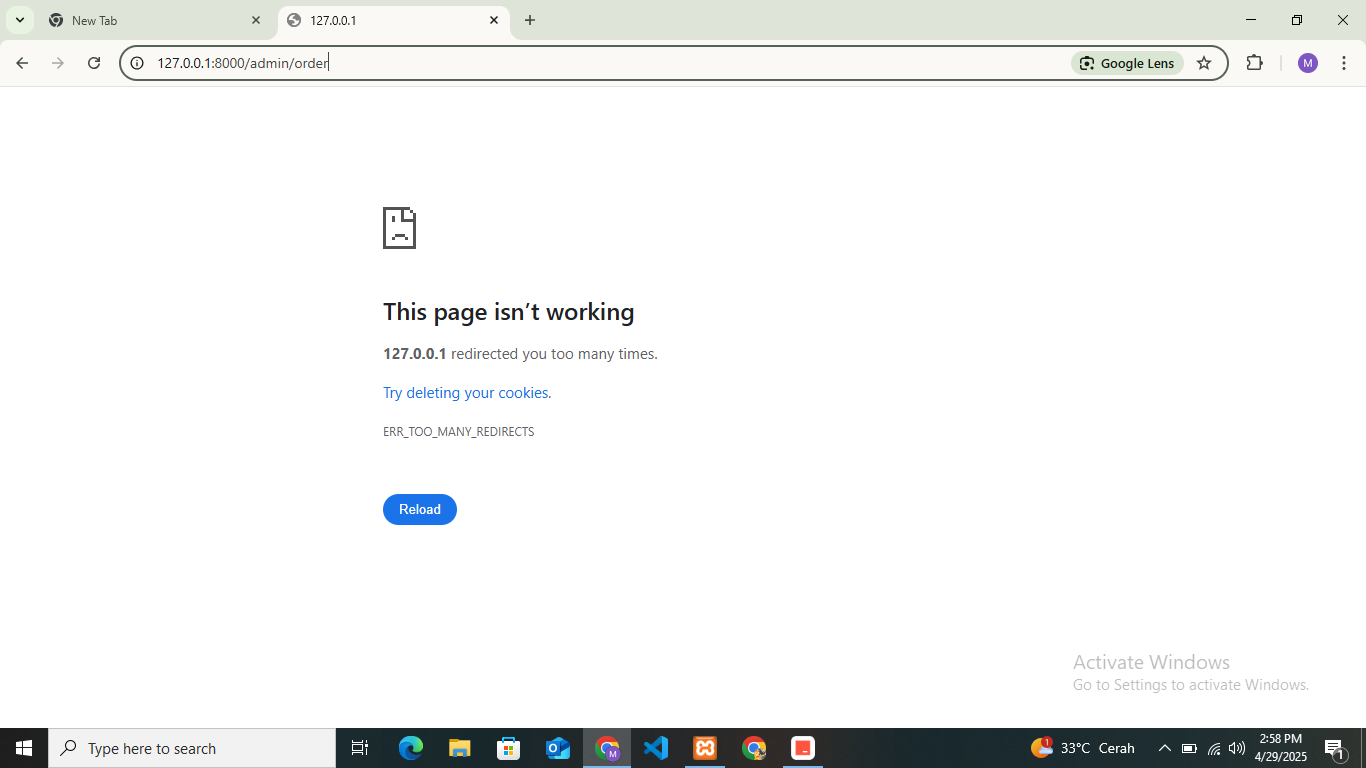 New Tab
127.0.0.1
127.0.0.1:8000/admin/order
Google Lens
M
This page isn’t working
127.0.0.1 redirected you too many times.
Try deleting your cookies.
ERR_TOO_MANY_REDIRECTS
Reload
Activate Windows
Go to Settings to activate Windows.
Type here to search
M
1
33°C Cerah
2:58 PM
4/29/2025
1